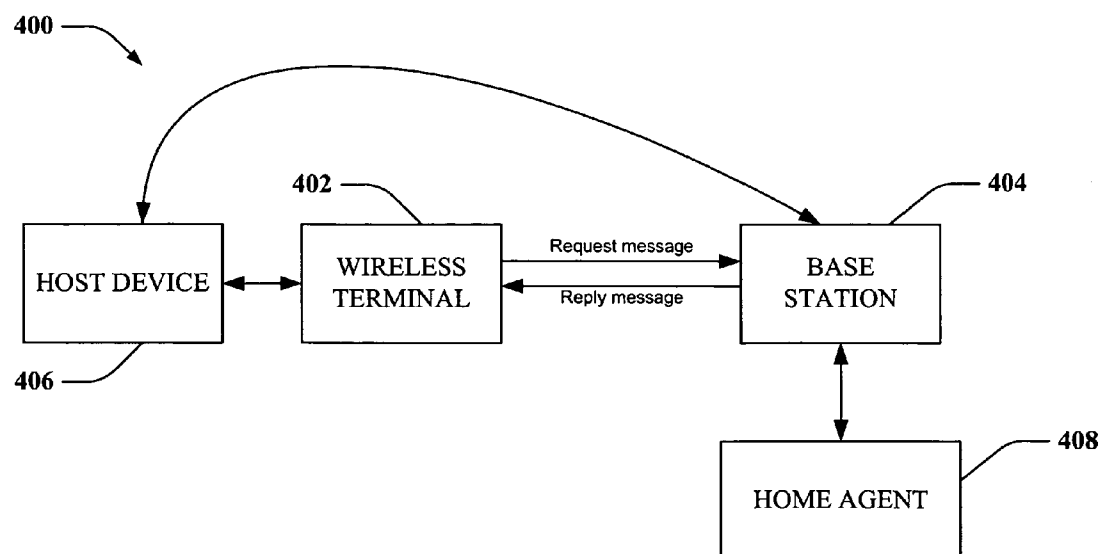 400
402
404
Request message
HOST DEVICE
WIRELESS
TERMINAL
BASE
STATION
Reply message
406
408
HOME AGENT